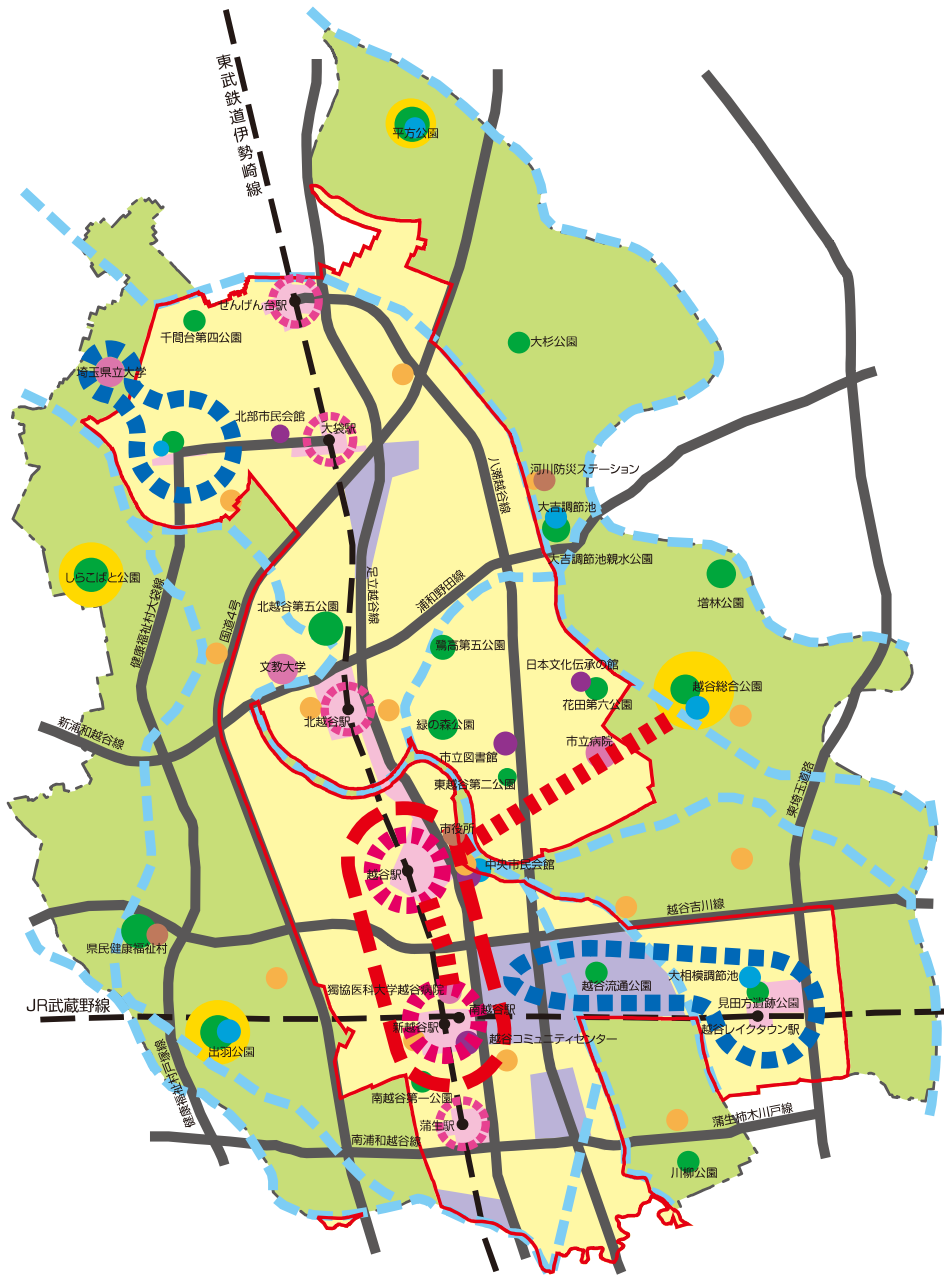 東武鉄道伊勢崎線
平方公園
せんげん台駅
千間台第四公園
大杉公園
埼玉県立大学
北部市民会館
大袋駅
八潮越谷線
河川防災ステーション
大吉調節池
大吉調節池親水公園
しらこばと公園
増林公園
足立越谷線
浦和野田線
健康福祉村大袋線
国道4号
北越谷第五公園
鷺高第五公園
文教大学
日本文化伝承の館
越谷総合公園
花田第六公園
北越谷駅
緑の森公園
新浦和越谷線
市立病院
市立図書館
東越谷第二公園
東埼玉道路
市役所
中央市民会館
越谷駅
越谷吉川線
県民健康福祉村
大相模調節池
獨協医科大学越谷病院
越谷流通公園
見田方遺跡公園
JR武蔵野線
南越谷駅
新越谷駅
越谷レイクタウン駅
越谷コミュニティセンター
出羽公園
健康福祉村戸塚線
南越谷第一公園
蒲生駅
蒲生柿木川戸線
南浦和越谷線
川柳公園